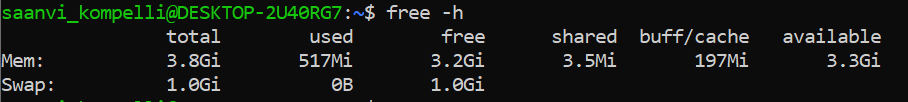 saanvi_kompelli@DESKTOP-2U40RG7:~$ free -h
total used free shared buff/cache available
Mem: 3.8Gi 517Mi 3.2Gi 3.5Mi 197Mi 3.3Gi
Swap: 1.0Gi 0B 1.0Gi